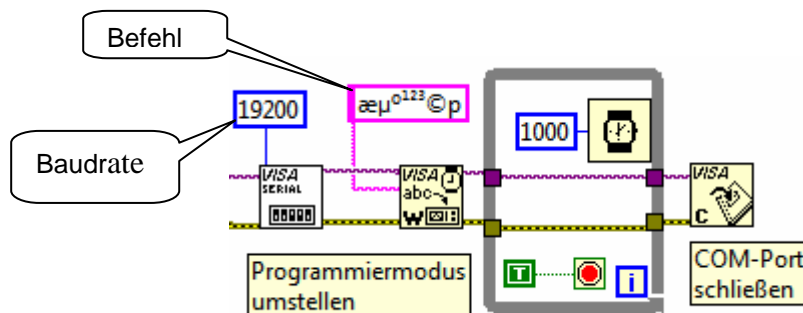 Befehl
19200
æµº¹²³©p
1000
Baudrate
VISA
SERIAL
VISA
abc
W
VISA
C
T
i
Programmiermodus
umstellen
COM-Port
schließen